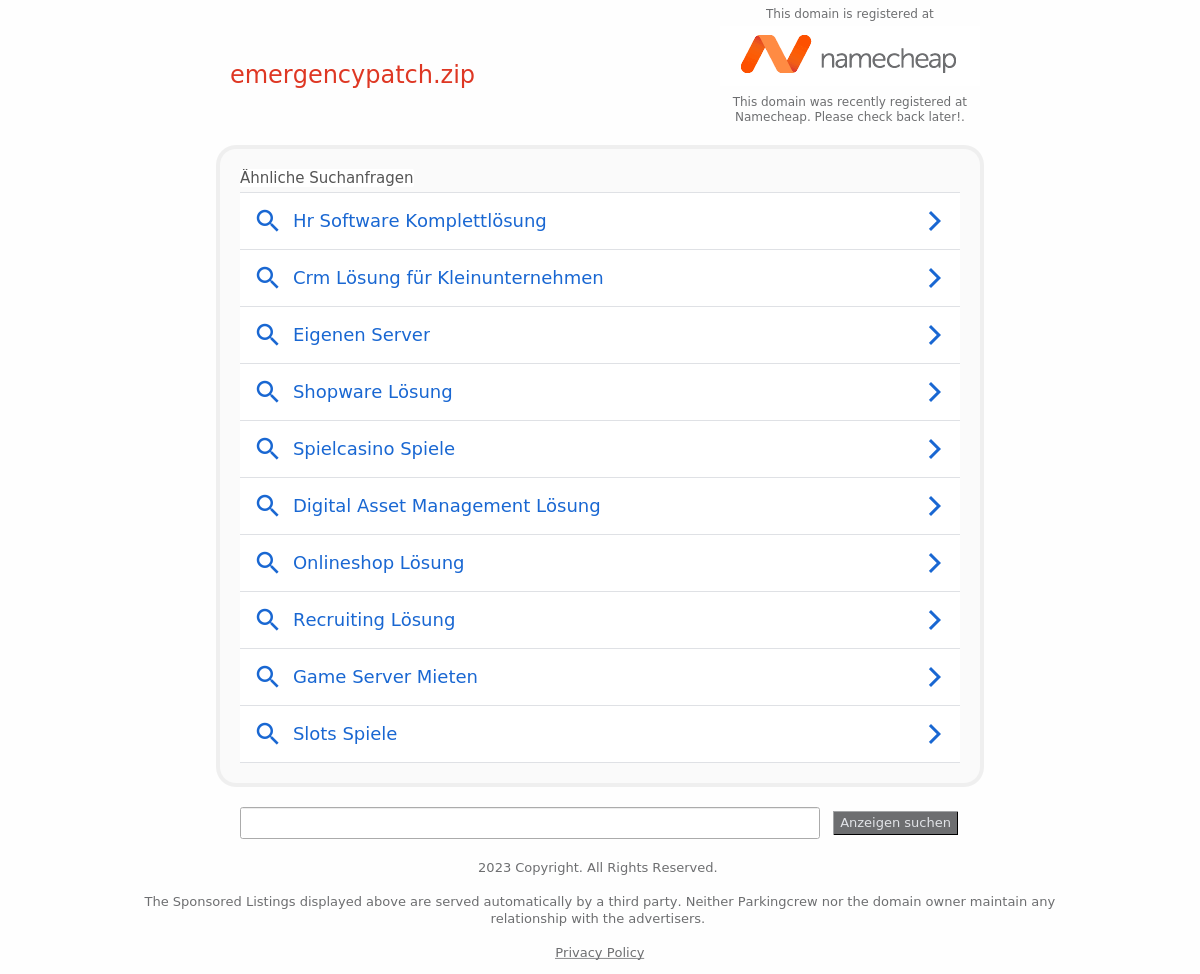 This domain is registered at
namecheap
emergencypatch.zip
This domain was recently registered at
Namecheap. Please check back later!.
Ähnliche Suchanfragen
Hr Software Komplettlösung
Crm Lösung für Kleinunternehmen
Eigenen Server
Shopware Lösung
Spielcasino Spiele
Digital Asset Management Lösung
Onlineshop Lösung
Recruiting Lösung
Game Server Mieten
Slots Spiele
Anzeigen suchen
2023 Copyright. All Rights Reserved.
The Sponsored Listings displayed above are served automatically by a third party. Neither Parkingcrew nor the domain owner maintain any
relationship with the advertisers.
Privacy Policy